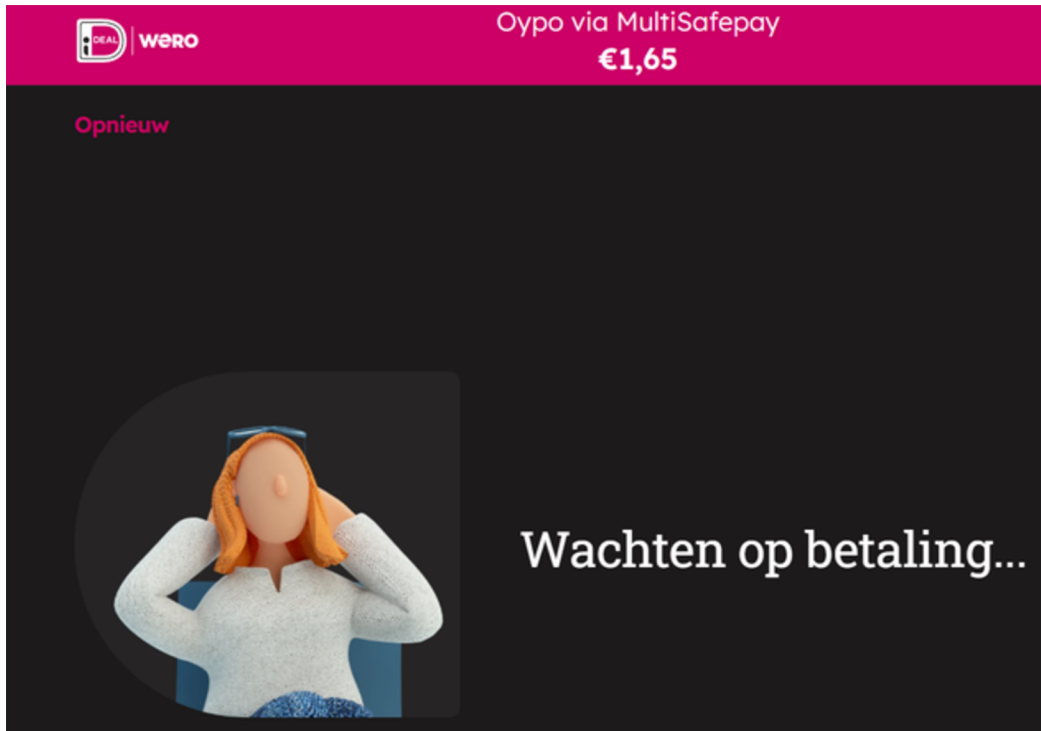 iDEAL | wero
Oypo via MultiSafepay
€1,65
Opnieuw
Wachten op betaling...